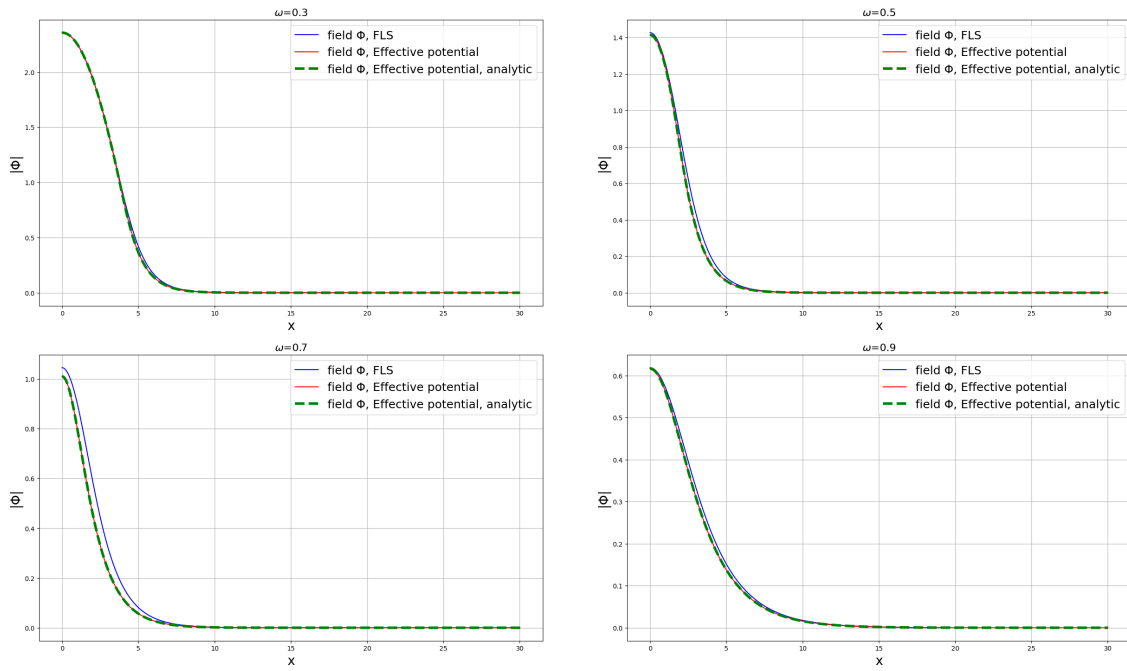 ω=0.3
field Φ, FLS
field Φ, Effective potential
field Φ, Effective potential, analytic
|Φ|
2.0
1.5
1.0
0.5
0.0
0 5 10 15 20 25 30
x
ω=0.5
field Φ, FLS
field Φ, Effective potential
field Φ, Effective potential, analytic
|Φ|
1.4
1.2
1.0
0.8
0.6
0.4
0.2
0.0
0 5 10 15 20 25 30
x
ω=0.7
field Φ, FLS
field Φ, Effective potential
field Φ, Effective potential, analytic
|Φ|
1.0
0.8
0.6
0.4
0.2
0.0
0 5 10 15 20 25 30
x
ω=0.9
field Φ, FLS
field Φ, Effective potential
field Φ, Effective potential, analytic
|Φ|
0.6
0.5
0.4
0.3
0.2
0.1
0.0
0 5 10 15 20 25 30
x